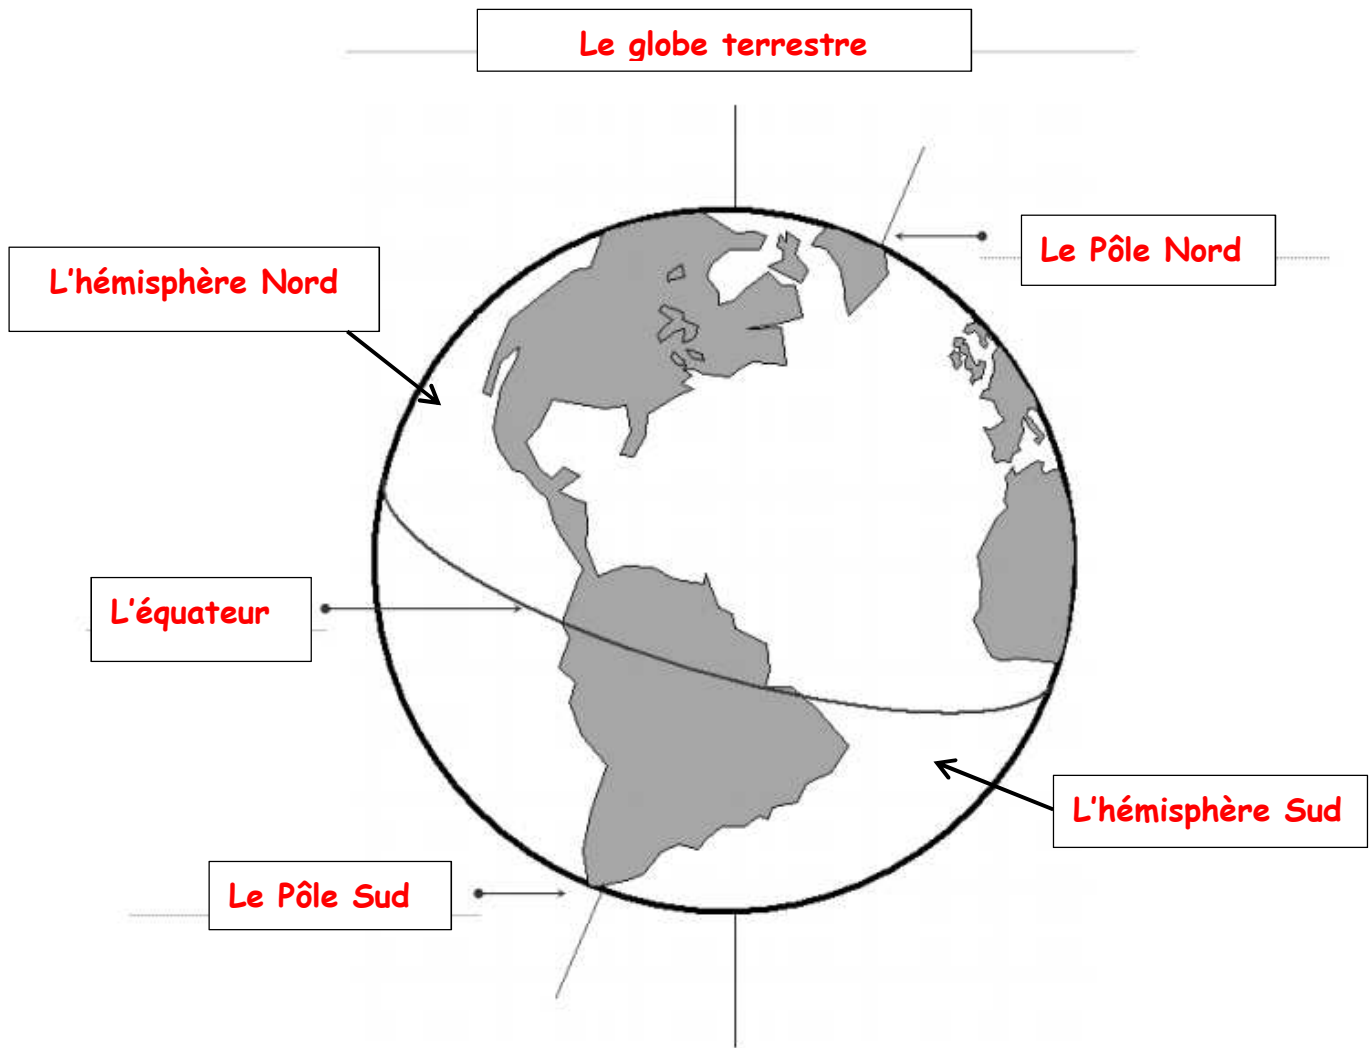 Le globe terrestre
Le Pôle Nord
L'hémisphère Nord
L'équateur
L'hémisphère Sud
Le Pôle Sud